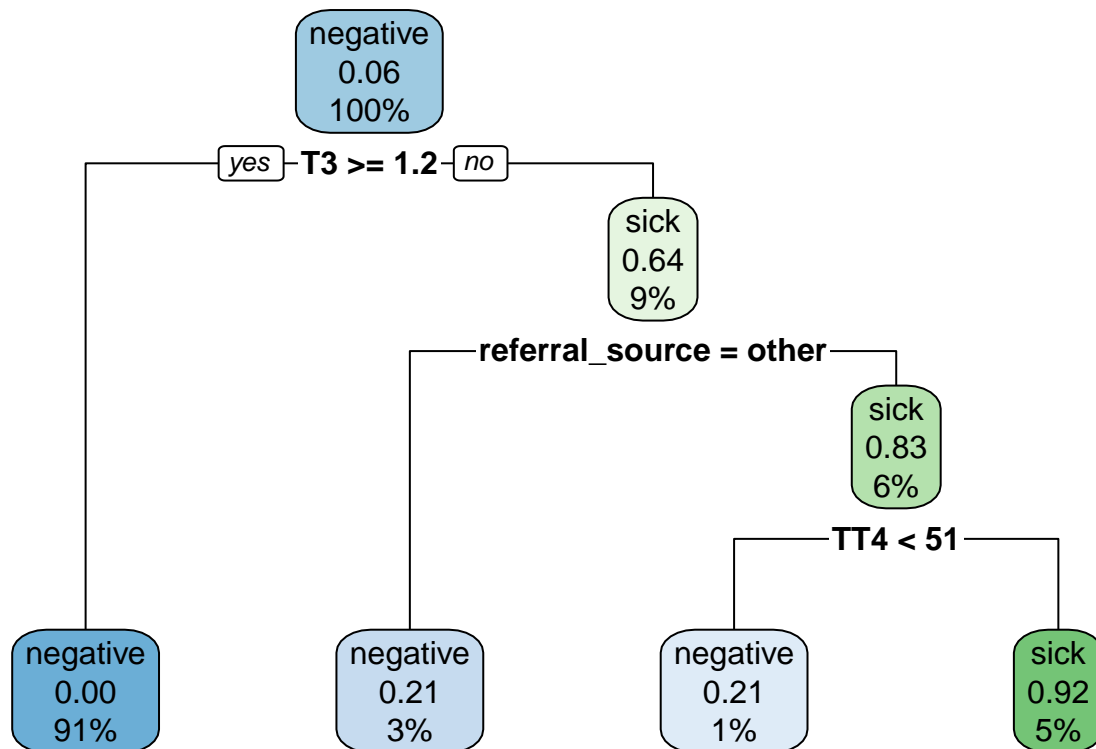 negative
0.06
100%
yes T3 >= 1.2 no
sick
0.64
9%
referral_source = other
sick
0.83
6%
TT4 < 51
negative
0.00
91%
negative
0.21
3%
negative
0.21
1%
sick
0.92
5%